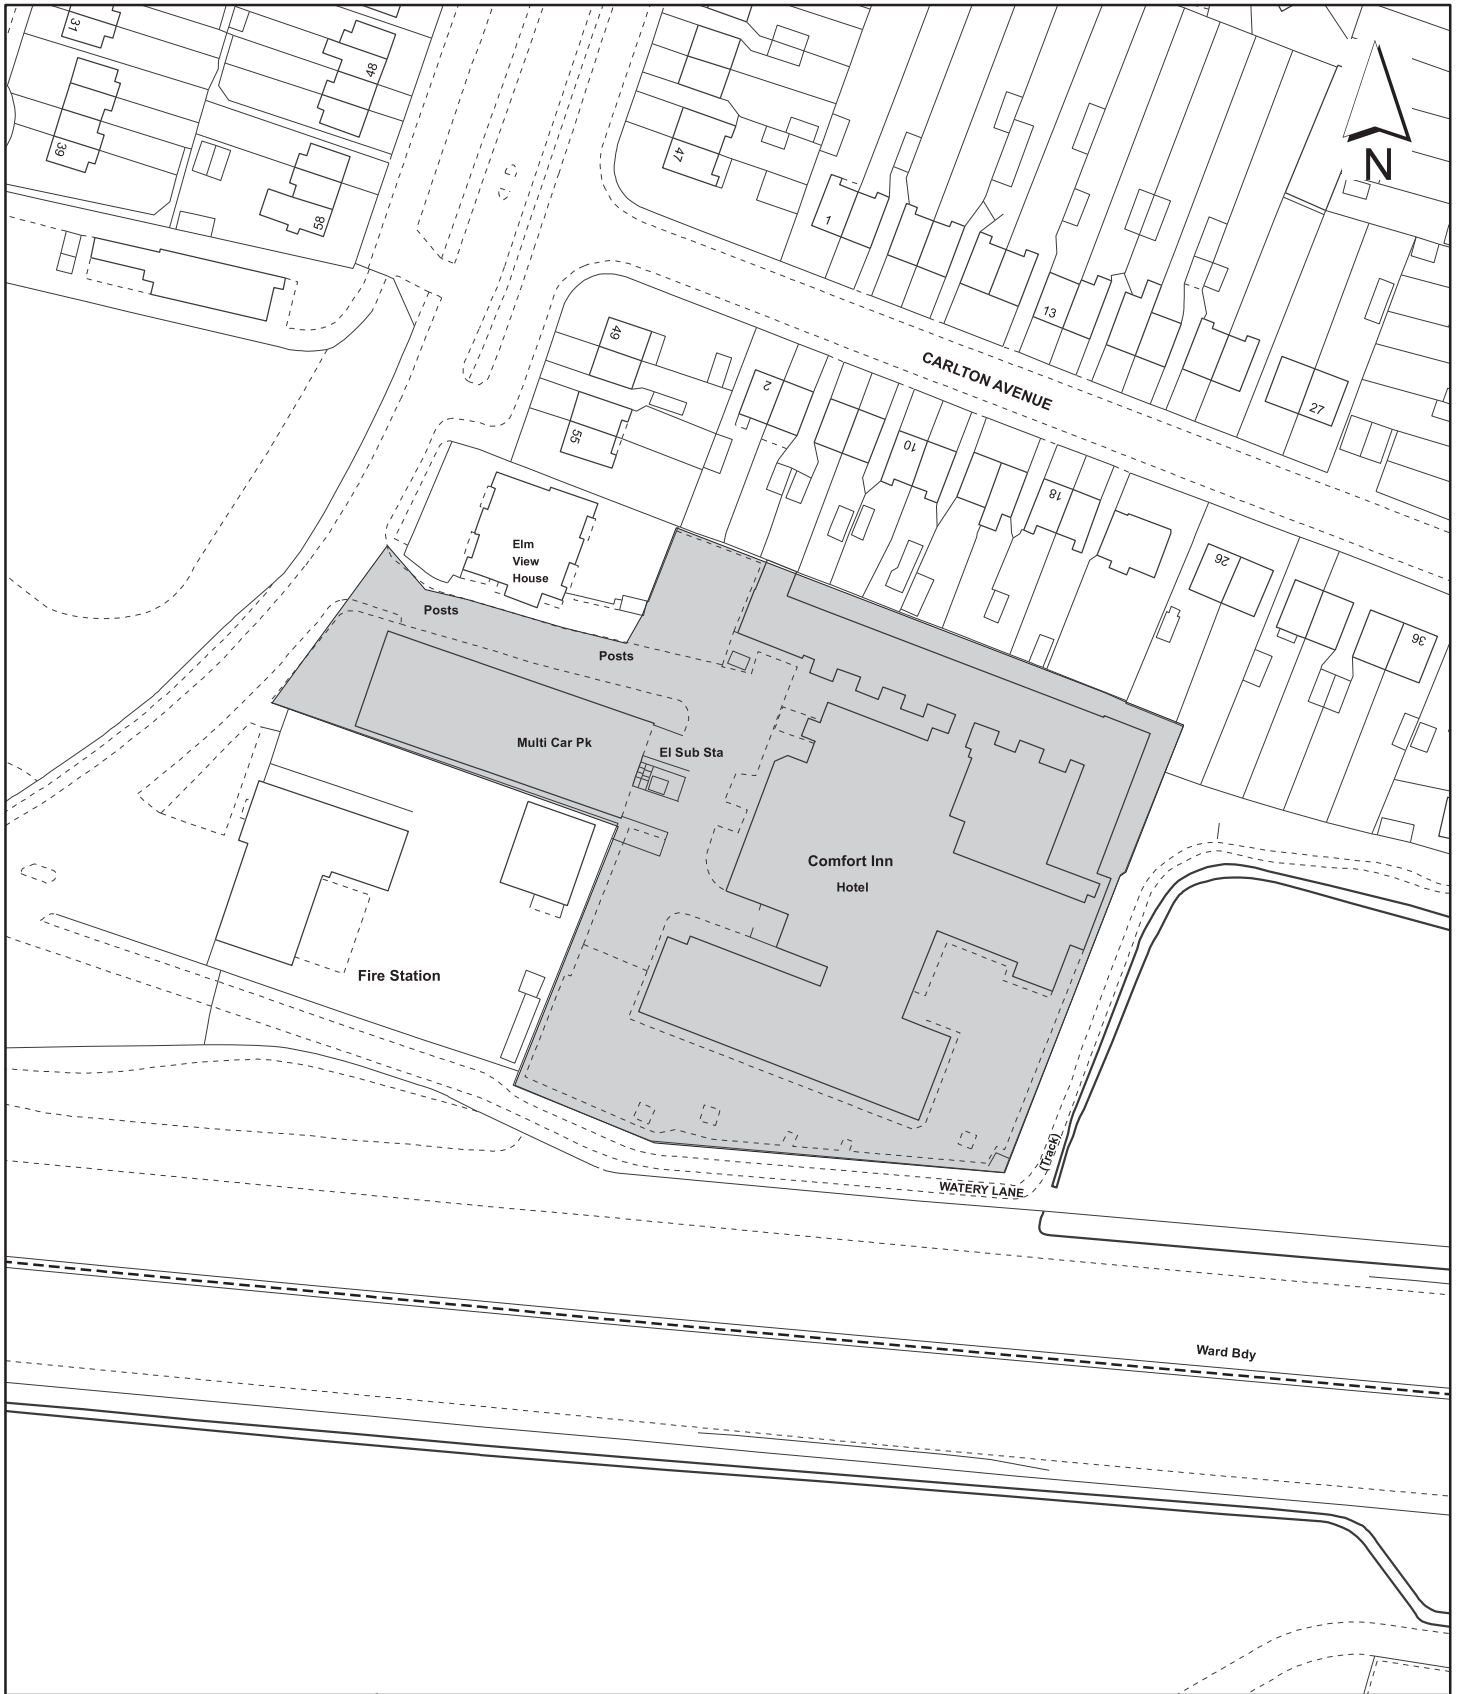 31
48
39
58
47
1
N
13
49
CARLTON AVENUE
2
27
55
10
18
Elm
View
House
26
36
Posts
Posts
Multi Car Pk
El Sub Sta
Comfort Inn
Hotel
Fire Station
(Track)
WATERY LANE
Ward Bdy